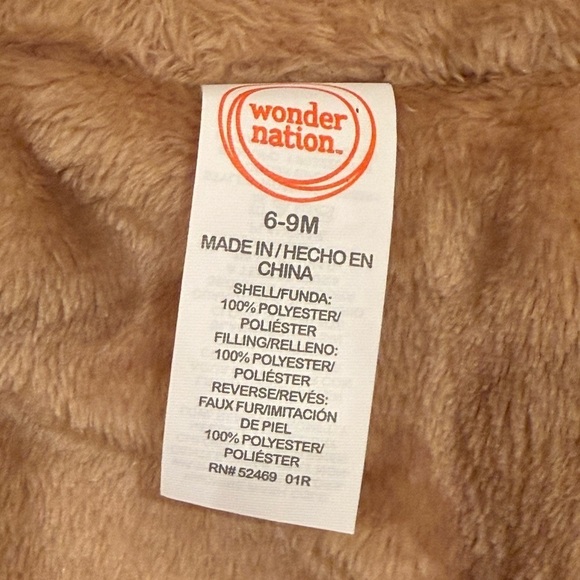 wonder
nation™
6-9M
MADE IN/HECHO EN
CHINA
SHELL/FUNDA:
100% POLYESTER/
POLIÉSTER
FILLING/RELLENO:
100% POLYESTER/
POLIÉSTER
REVERSE/REVÉS:
FAUX FUR/IMITACIÓN
DE PIEL
100% POLYESTER/
POLIÉSTER
RN# 52469 01R